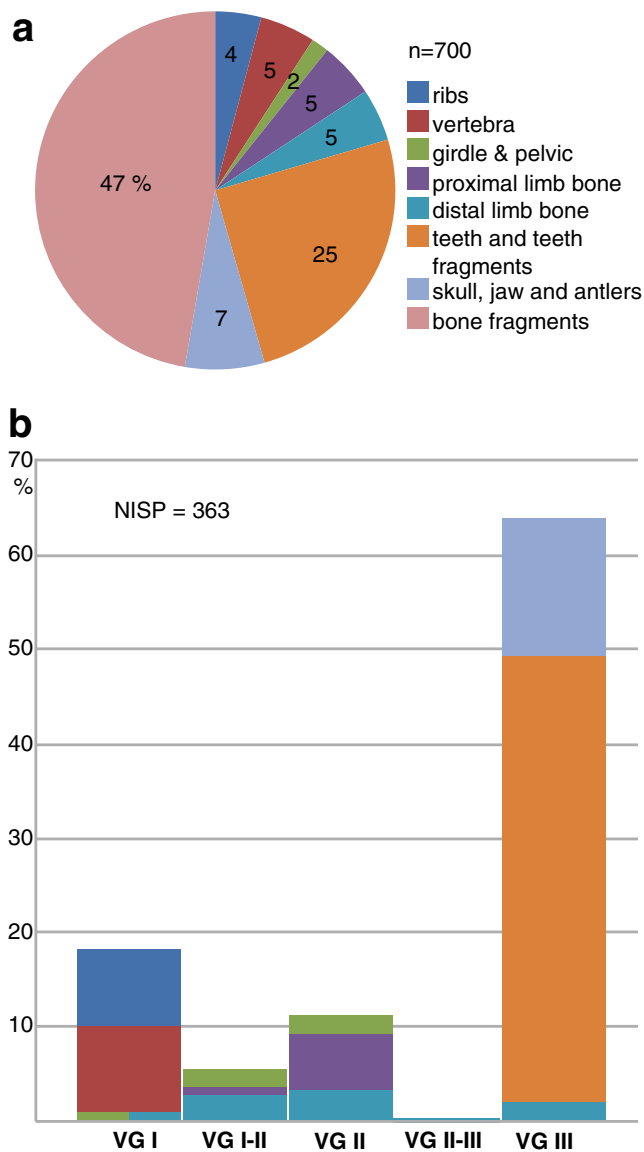 a
n=700
4
5
2
5
5
25
7
47 %
ribs
vertebra
girdle & pelvic
proximal limb bone
distal limb bone
teeth and teeth
fragments
skull, jaw and antlers
bone fragments
b
70
%
NISP = 363
60
50
40
30
20
10
VG I VG I-II VG II VG II-III VG III